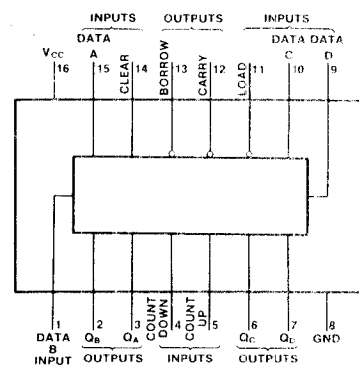 INPUTS OUTPUTS INPUTS
DATA DATA DATA
VCC A CLEAR BORROW CARRY LOAD C D
16 15 14 13 12 11 10 9
1 2 3 4 5 6 7 8
DATA B INPUT QB QA COUNT DOWN COUNT UP QC QD GND
OUTPUTS INPUTS OUTPUTS